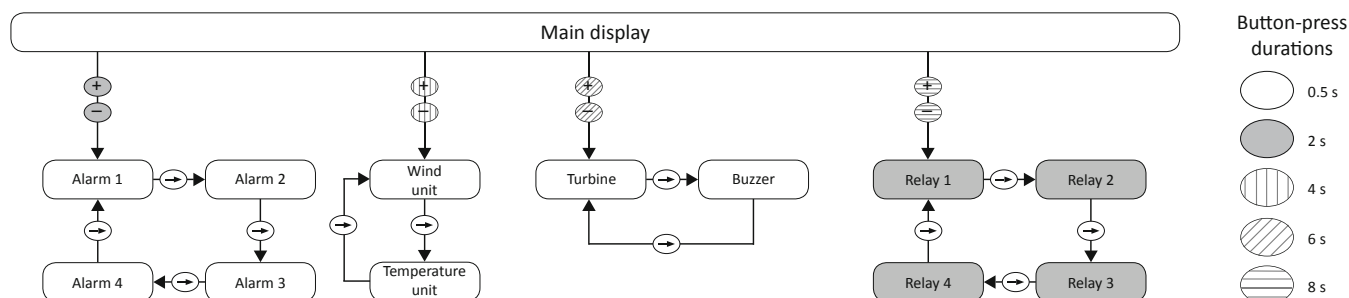 Main display
Button-press
durations
+
−
+
−
+
−
+
−
0.5 s
2 s
4 s
6 s
8 s
Alarm 1
→
Alarm 2
Wind
unit
Turbine
→
Buzzer
Relay 1
→
Relay 2
→
→
→
→
→
→
→
→
Alarm 4
→
Alarm 3
Temperature
unit
Relay 4
→
Relay 3